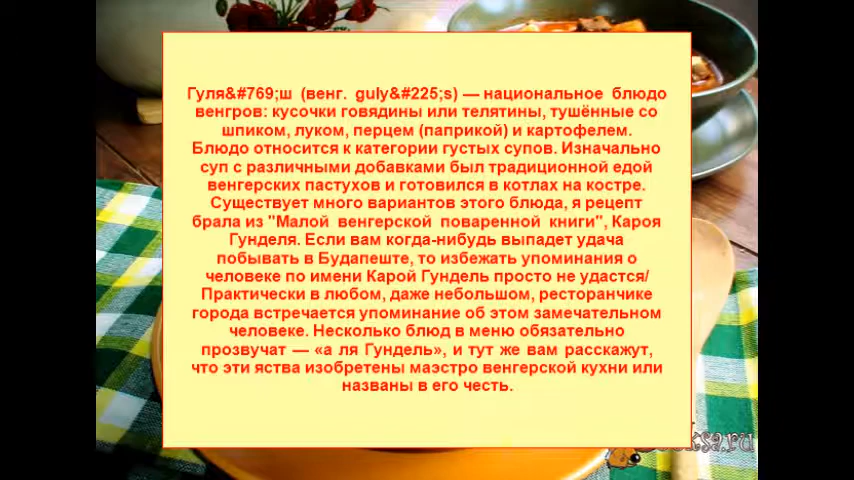 Гуля&#769;ш (венг. guly&#225;s) — национальное блюдо
венгров: кусочки говядины или телятины, тушённые со
шпиком, луком, перцем (паприкой) и картофелем.
Блюдо относится к категории густых супов. Изначально
суп с различными добавками был традиционной едой
венгерских пастухов и готовился в котлах на костре.
Существует много вариантов этого блюда, я рецепт
брала из "Малой венгерской поваренной книги", Кароя
Гунделя. Если вам когда-нибудь выпадет удача
побывать в Будапеште, то избежать упоминания о
человеке по имени Карой Гундель просто не удастся/
Практически в любом, даже небольшом, ресторанчике
города встречается упоминание об этом замечательном
человеке. Несколько блюд в меню обязательно
прозвучат — «а ля Гундель», и тут же вам расскажут,
что эти яства изобретены маэстро венгерской кухни или
названы в его честь.